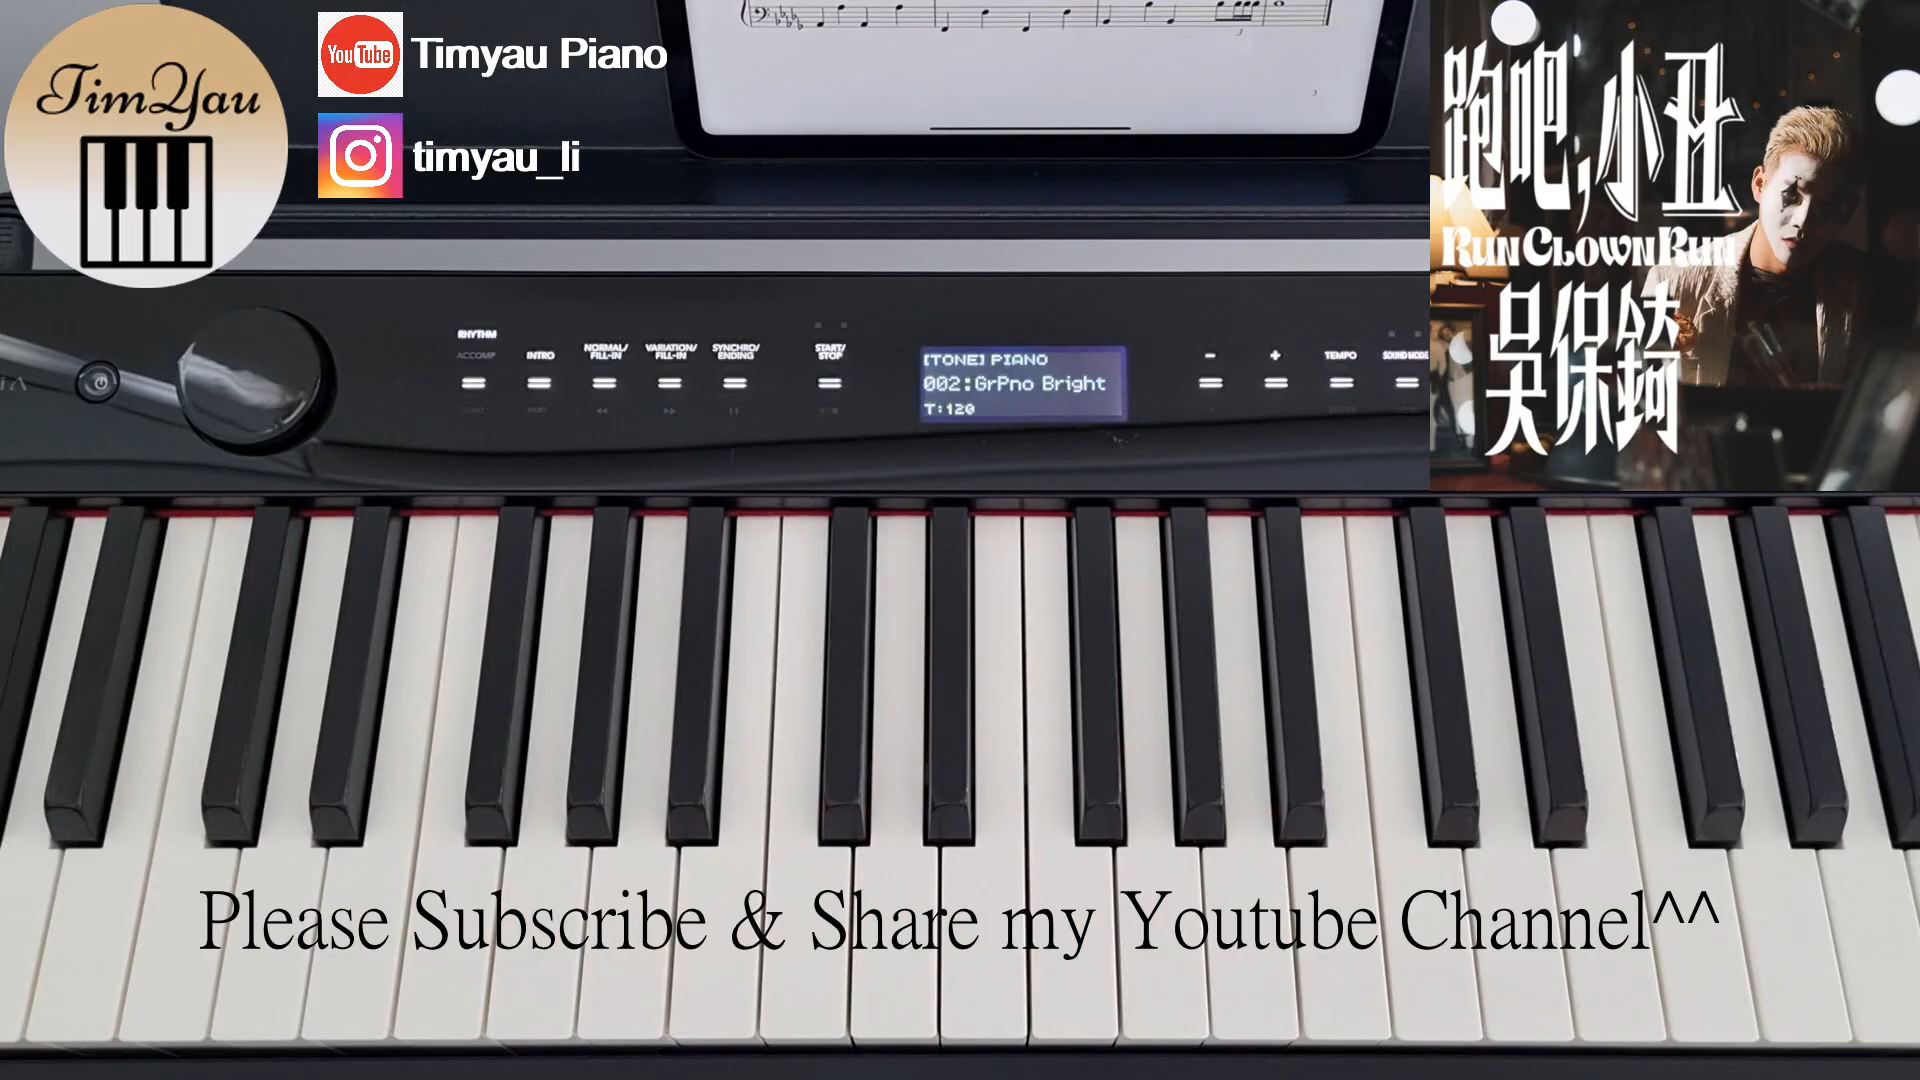 TimYau
YouTube
Timyau Piano
timyau_li
跑吧,小丑
RUN CLOWN RUN
吳保錡
RHYTHM
ACCOMP
INTRO
NORMAL/
FILL-IN
VARIATION/
FILL-IN
SYNCHRO/
ENDING
START/
STOP
[TONE] PIANO
002:GrPno Bright
T:120
-
+
TEMPO
SOUND MODE
Please Subscribe & Share my Youtube Channel^^